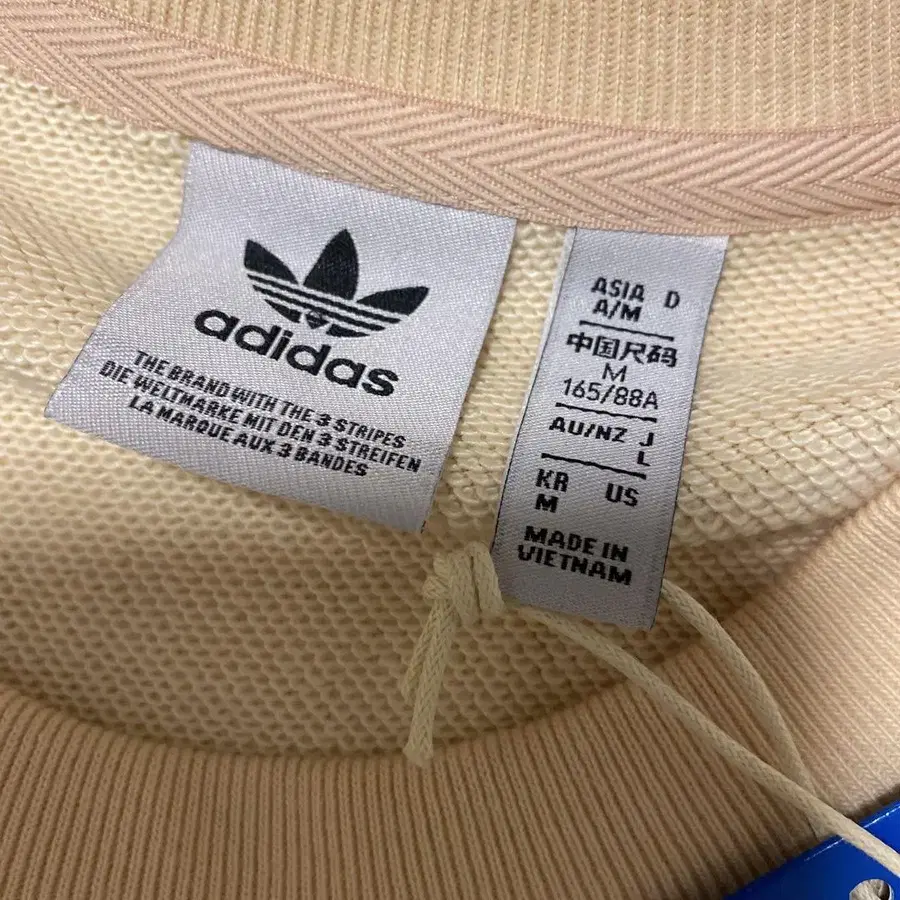 adidas
THE BRAND WITH THE 3 STRIPES
DIE WELTMARKE MIT DEN 3 STREIFEN
LA MARQUE AUX 3 BANDES
ASIA D
A/M
中国尺码
M
165/88A
AU/NZ J
L
KR US
M
MADE IN
VIETNAM